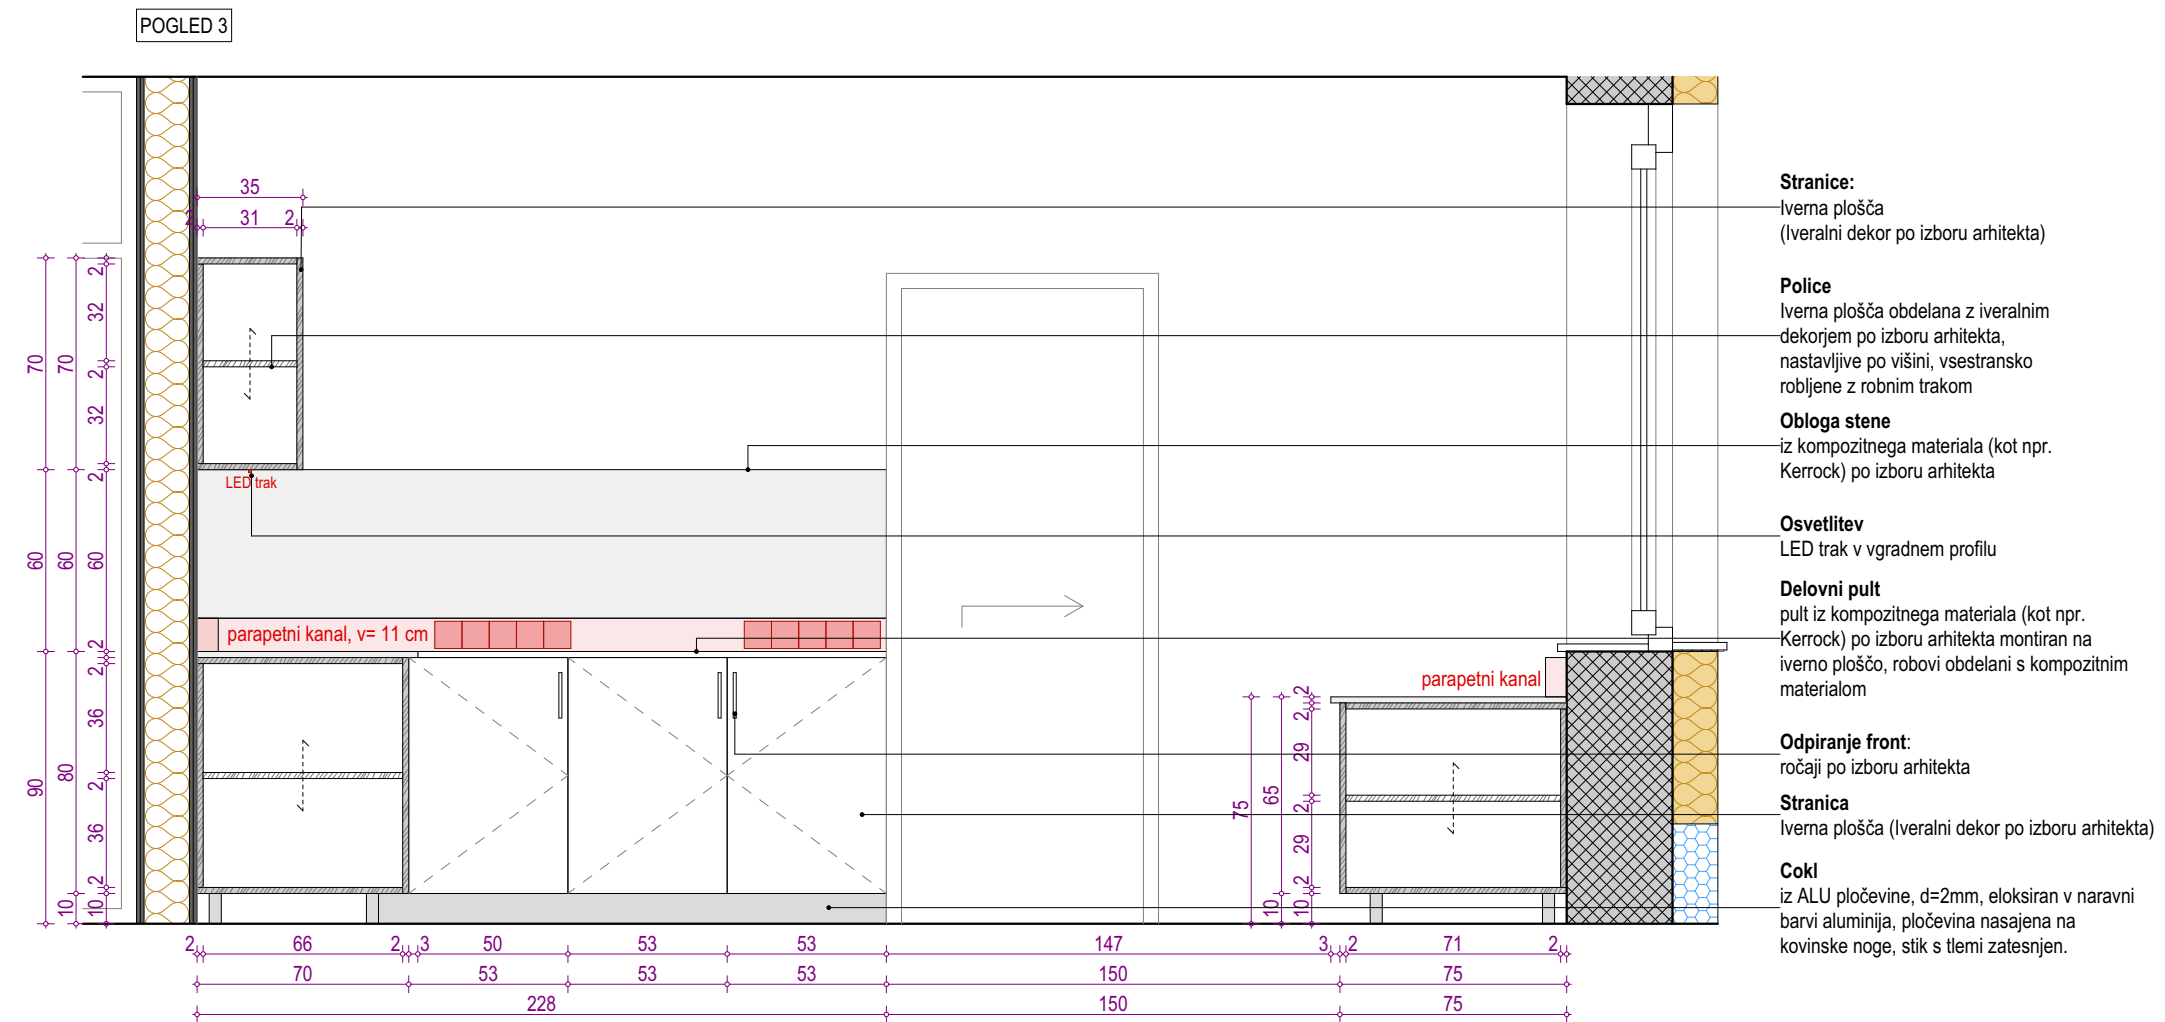 POGLED 3
35
2 31 2
Stranice:
Iverna plošča
(Iveralni dekor po izboru arhitekta)
Police
Iverna plošča obdelana z iveralnim
dekorjem po izboru arhitekta,
nastavljive po višini, vsestransko
robljene z robnim trakom
Obloga stene
iz kompozitnega materiala (kot npr.
Kerrock) po izboru arhitekta
Osvetlitev
LED trak v vgradnem profilu
Delovni pult
pult iz kompozitnega materiala (kot npr.
Kerrock) po izboru arhitekta montiran na
iverno ploščo, robovi obdelani s kompozitnim
materialom
Odpiranje front:
ročaji po izboru arhitekta
Stranica
Iverna plošča (Iveralni dekor po izboru arhitekta)
Cokl
iz ALU pločevine, d=2mm, eloksiran v naravni
barvi aluminija, pločevina nasajena na
kovinske noge, stik s tlemi zatesnjen.
LED trak
parapetni kanal, v= 11 cm
parapetni kanal
70 60 90
70 60 80 10
2 32 2 32 2 60 2 2 36 2 36 2 10
75
65 10
2 2 29 2 29 2 10
2 66 2 3 50 53 53 147 3 2 71 2
70 53 53 53 150 75
228 150 75